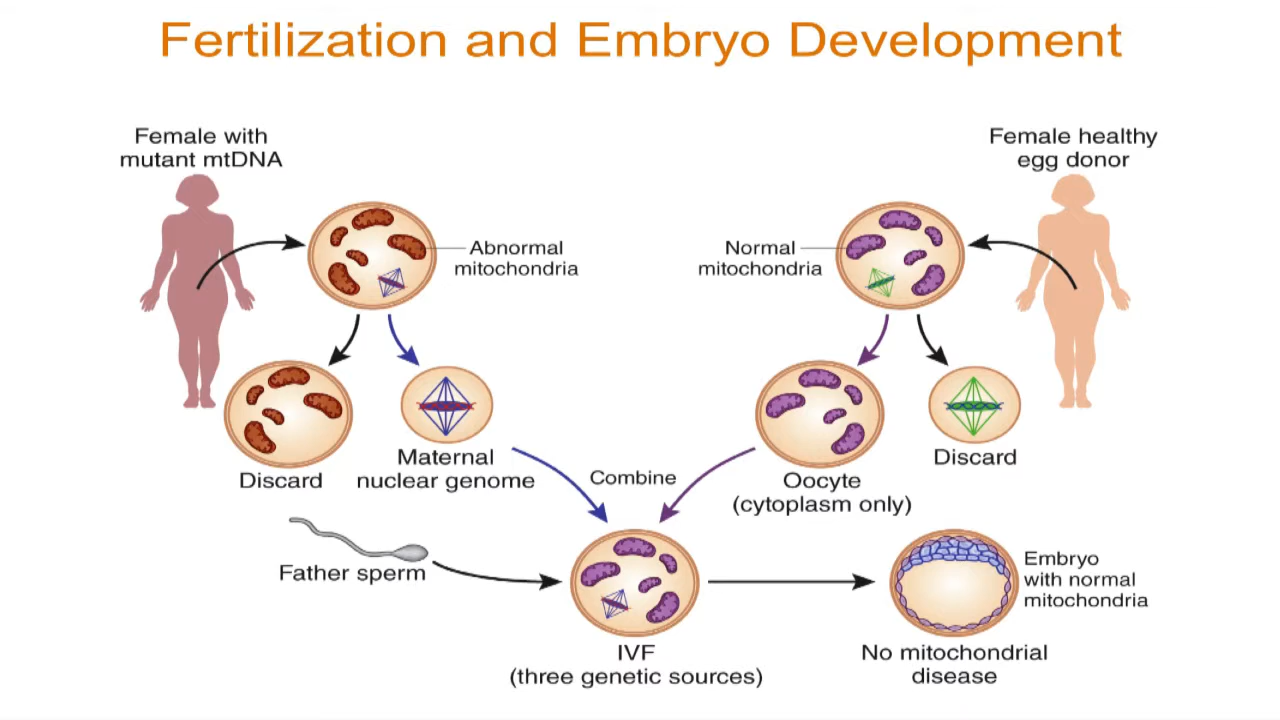 Fertilization and Embryo Development
Female with
mutant mtDNA
Female healthy
egg donor
Abnormal
mitochondria
Normal
mitochondria
Discard
Maternal
nuclear genome
Combine
Oocyte
(cytoplasm only)
Discard
Father sperm
IVF
(three genetic sources)
Embryo
with normal
mitochondria
No mitochondrial
disease